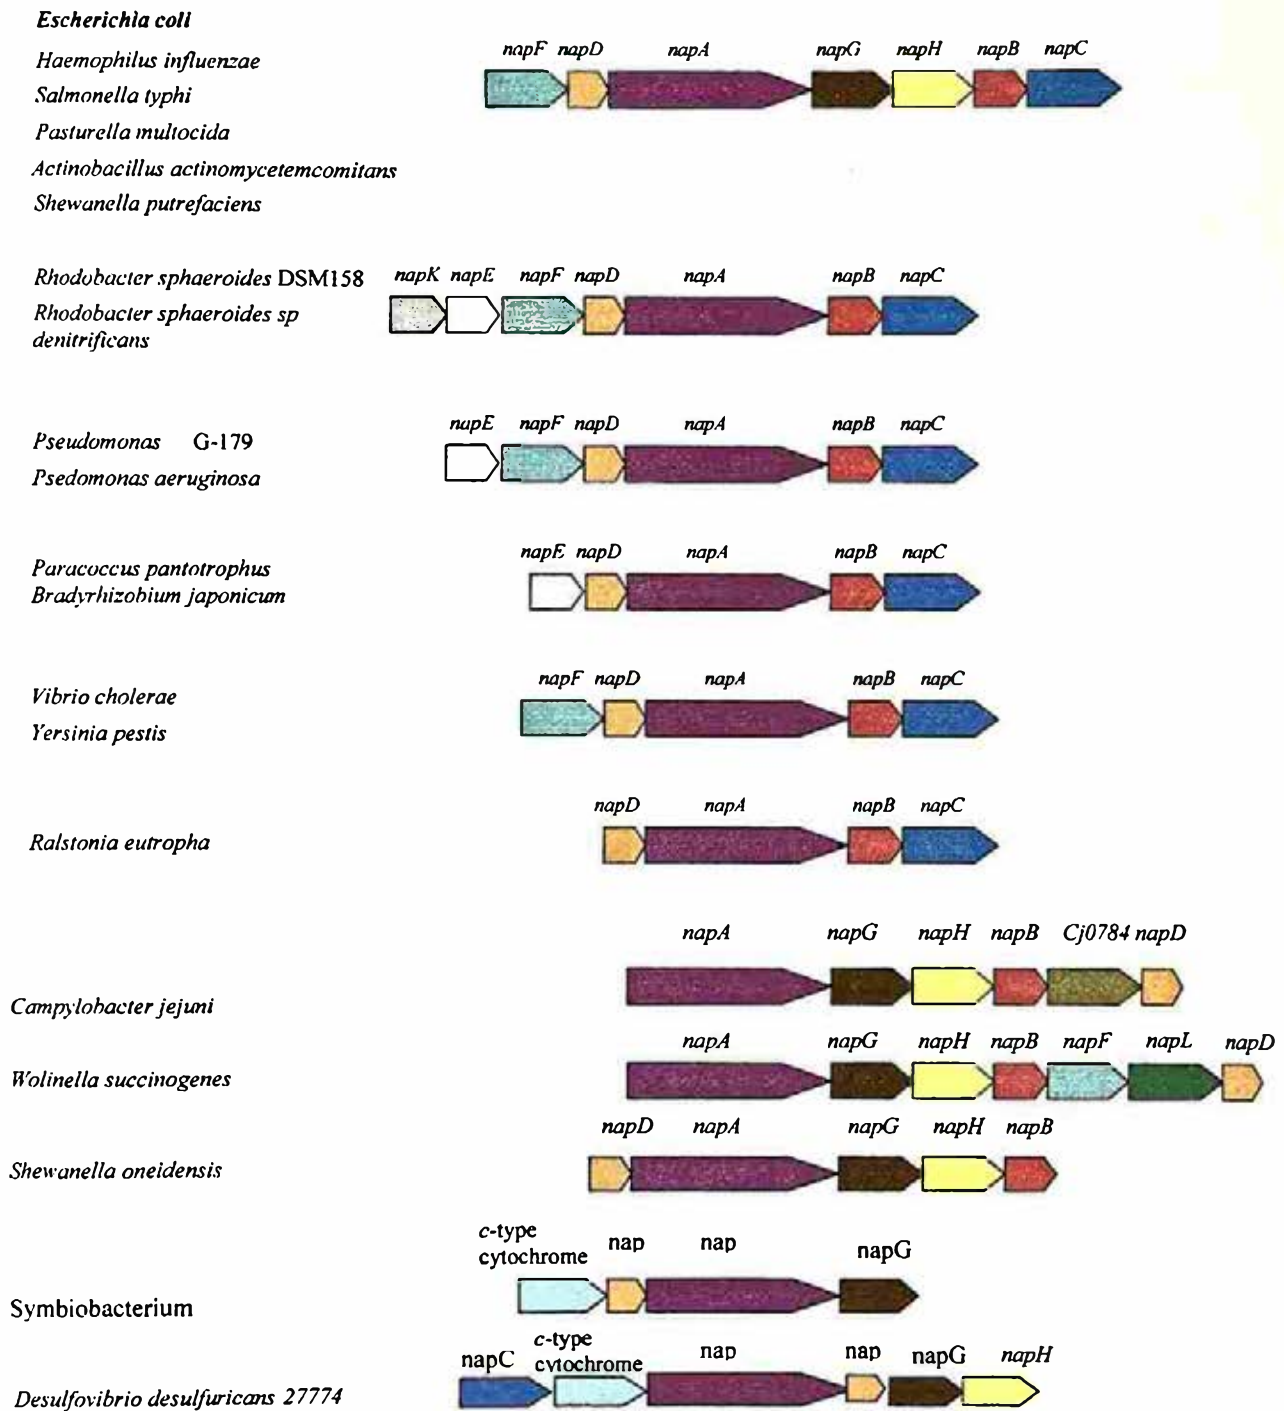 Escherichia coli
napF napD napA napG napH napB napC
Haemophilus influenzae
Salmonella typhi
Pasturella multocida
Actinobacillus actinomycetemcomitans
Shewanella putrefaciens
Rhodobacter sphaeroides DSM158
napK napE napF napD napA napB napC
Rhodobacter sphaeroides sp
denitrificans
napE napF napD napA napB napC
Pseudomonas G-179
Psedomonas aeruginosa
napE napD napA napB napC
Paracoccus pantotrophus
Bradyrhizobium japonicum
napF napD napA napB napC
Vibrio cholerae
Yersinia pestis
napD napA napB napC
Ralstonia eutropha
napA napG napH napB Cj0784 napD
Campylobacter jejuni
napA napG napH napB napF napL napD
Wolinella succinogenes
napD napA napG napH napB
Shewanella oneidensis
c-type
cytochrome nap nap napG
Symbiobacterium
c-type
napC cytochrome nap nap napG napH
Desulfovibrio desulfuricans 27774